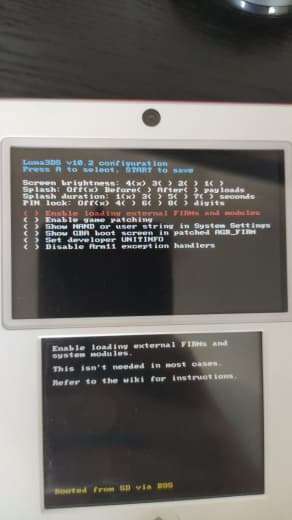 Luma3DS v10.2 configuration
Press A to select, START to save
Screen brightness: 4(x) 3( ) 2( ) 1( )
Splash: Off(x) Before( ) After( ) payloads
Splash duration: 1(x) 3( ) 5( ) 7( ) seconds
PIN lock: Off(x) 4( ) 6( ) 8( ) digits
( ) Enable loading external FIRMs and modules
( ) Enable game patching
( ) Show NAND or user string in System Settings
( ) Show GBA boot screen in patched AGB_FIRM
( ) Set developer UNITINFO
( ) Disable Arm11 exception handlers
Enable loading external FIRMs and
system modules.
This isn't needed in most cases.
Refer to the wiki for instructions.
Booted from SD via B9S